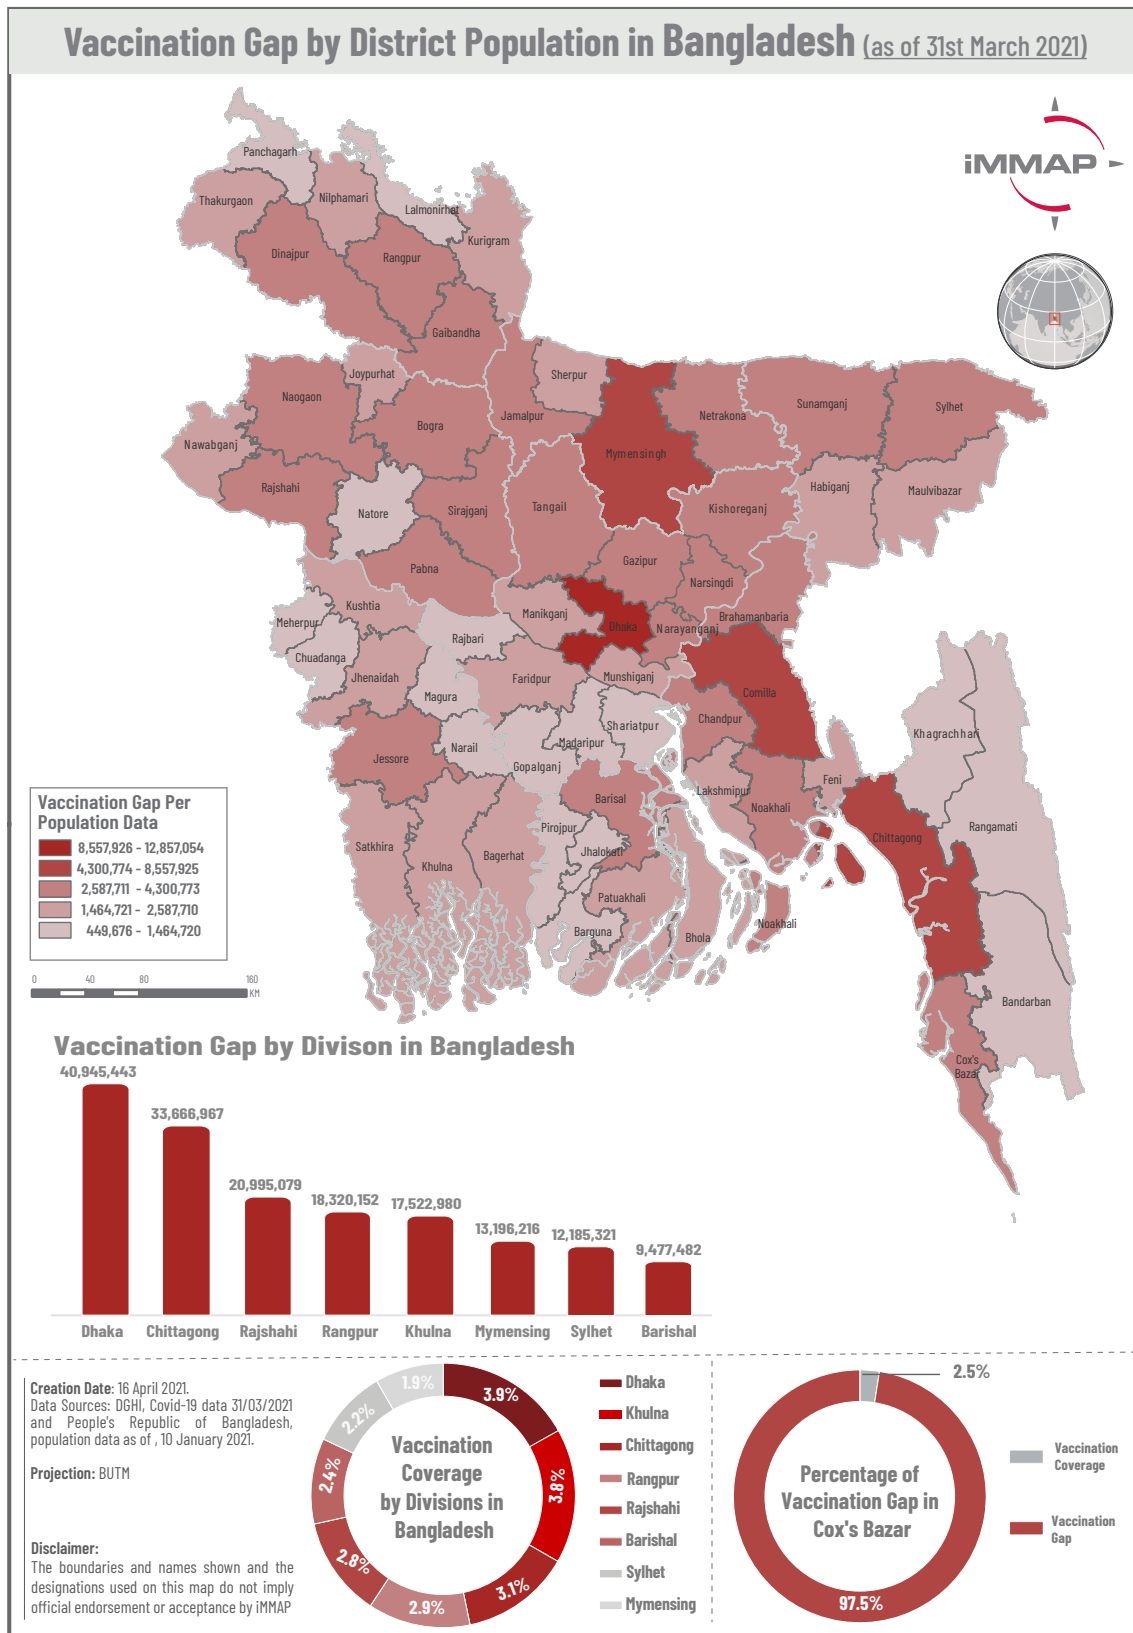 Vaccination Gap by District Population in Bangladesh (as of 31st March 2021)
iMMAP
Panchagarh
Thakurgaon
Nilphamari
Lalmonirhat
Kurigram
Dinajpur
Rangpur
Gaibandha
Joypurhat
Sherpur
Naogaon
Jamalpur
Bogra
Netrakona
Sunamganj
Sylhet
Nawabganj
Mymensingh
Rajshahi
Natore
Sirajganj
Tangail
Kishoreganj
Habiganj
Maulvibazar
Pabna
Gazipur
Narsingdi
Kushtia
Manikganj
Meherpur
Rajbari
Dhaka
Narayanganj
Brahamanbaria
Chuadanga
Jhenaidah
Faridpur
Munshiganj
Magura
Comilla
Shariatpur
Chandpur
Khagrachhari
Narail
Madaripur
Jessore
Gopalganj
Feni
Lakshmipur
Barisal
Noakhali
Rangamati
Pirojpur
Chittagong
Satkhira
Khulna
Bagerhat
Jhalokati
Patuakhali
Barguna
Bhola
Noakhali
Bandarban
Cox's
Bazar
Vaccination Gap Per
Population Data
8,557,926 - 12,857,054
4,300,774 - 8,557,925
2,587,711 - 4,300,773
1,464,721 - 2,587,710
449,676 - 1,464,720
0 40 80 160
KM
Vaccination Gap by Divison in Bangladesh
40,945,443
33,666,967
20,995,079
18,320,152
17,522,980
13,196,216
12,185,321
9,477,482
Dhaka Chittagong Rajshahi Rangpur Khulna Mymensing Sylhet Barishal
Creation Date: 16 April 2021.
Data Sources: DGHI, Covid-19 data 31/03/2021
and People's Republic of Bangladesh,
population data as of , 10 January 2021.
Projection: BUTM
Disclaimer:
The boundaries and names shown and the
designations used on this map do not imply
official endorsement or acceptance by iMMAP
Vaccination
Coverage
by Divisions in
Bangladesh
3.9%
3.8%
3.1%
2.9%
2.8%
2.4%
2.2%
1.9%
Dhaka
Khulna
Chittagong
Rangpur
Rajshahi
Barishal
Sylhet
Mymensing
2.5%
Percentage of
Vaccination Gap in
Cox's Bazar
97.5%
Vaccination
Coverage
Vaccination
Gap